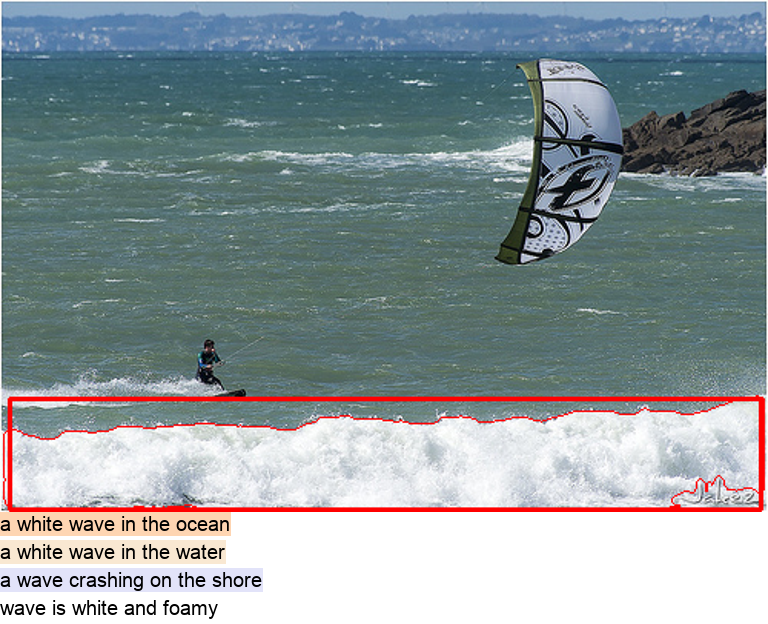 Jaleez
a white wave in the ocean
a white wave in the water
a wave crashing on the shore
wave is white and foamy